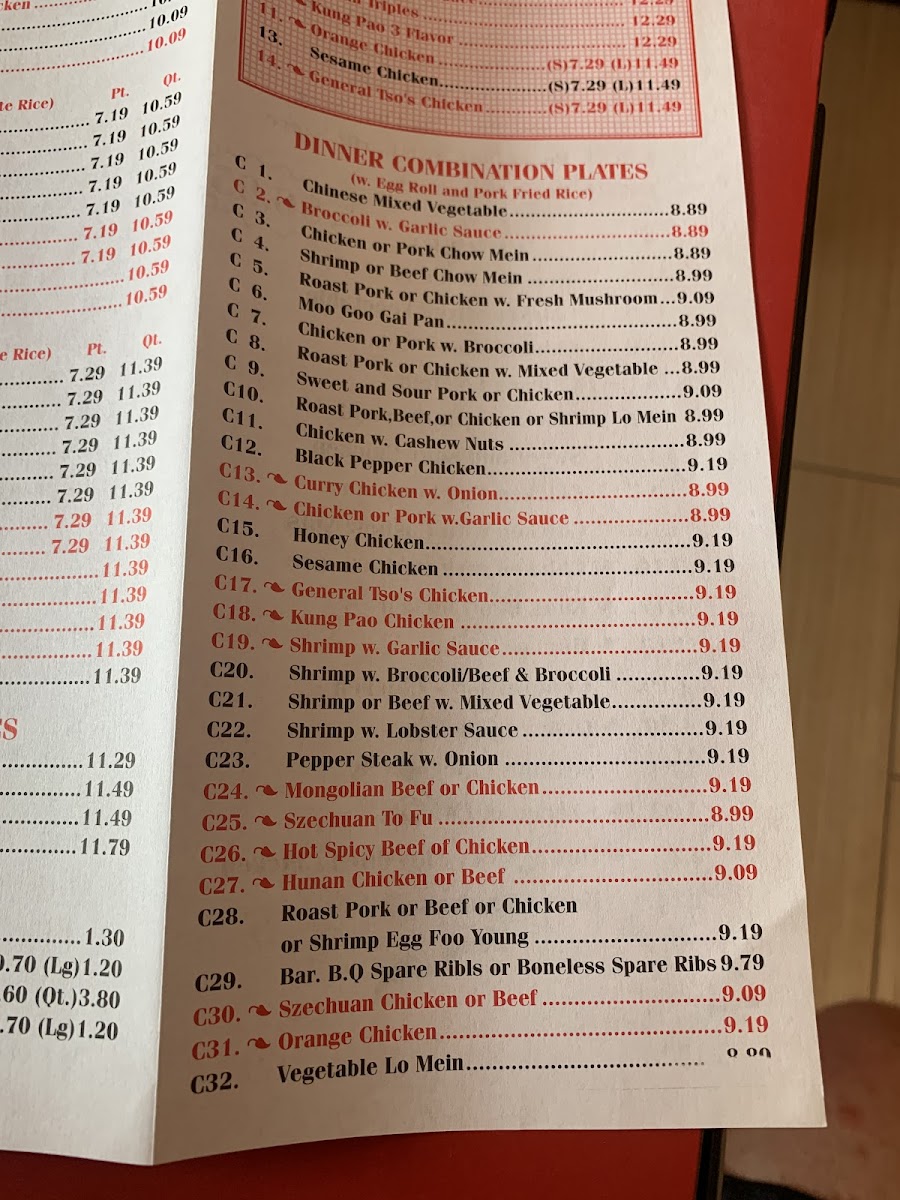 cken
10.09
10.09
te Rice) Pt. Qt.
7.19 10.59
7.19 10.59
7.19 10.59
7.19 10.59
7.19 10.59
7.19 10.59
7.19 10.59
10.59
10.59
e Rice) Pt. Qt.
7.29 11.39
7.29 11.39
7.29 11.39
7.29 11.39
7.29 11.39
7.29 11.39
7.29 11.39
7.29 11.39
11.39
11.39
11.39
11.39
11.39
ES
11.29
11.49
11.49
11.79
1.30
0.70 (Lg)1.20
.60 (Qt.)3.80
.70 (Lg)1.20
Triples 12.29
Kung Pao 3 Flavor 12.29
11. Orange Chicken (S)7.29 (L)11.49
13. Sesame Chicken (S)7.29 (L)11.49
14. General Tso's Chicken (S)7.29 (L)11.49
DINNER COMBINATION PLATES
(w. Egg Roll and Pork Fried Rice)
C 1. Chinese Mixed Vegetable 8.89
C 2. Broccoli w. Garlic Sauce 8.89
C 3. Chicken or Pork Chow Mein 8.89
C 4. Shrimp or Beef Chow Mein 8.99
C 5. Roast Pork or Chicken w. Fresh Mushroom 9.09
C 6. Moo Goo Gai Pan 8.99
C 7. Chicken or Pork w. Broccoli 8.99
C 8. Roast Pork or Chicken w. Mixed Vegetable 8.99
C 9. Sweet and Sour Pork or Chicken 9.09
C10. Roast Pork,Beef,or Chicken or Shrimp Lo Mein 8.99
C11. Chicken w. Cashew Nuts 8.99
C12. Black Pepper Chicken 9.19
C13. Curry Chicken w. Onion 8.99
C14. Chicken or Pork w.Garlic Sauce 8.99
C15. Honey Chicken 9.19
C16. Sesame Chicken 9.19
C17. General Tso's Chicken 9.19
C18. Kung Pao Chicken 9.19
C19. Shrimp w. Garlic Sauce 9.19
C20. Shrimp w. Broccoli/Beef & Broccoli 9.19
C21. Shrimp or Beef w. Mixed Vegetable 9.19
C22. Shrimp w. Lobster Sauce 9.19
C23. Pepper Steak w. Onion 9.19
C24. Mongolian Beef or Chicken 9.19
C25. Szechuan To Fu 8.99
C26. Hot Spicy Beef of Chicken 9.19
C27. Hunan Chicken or Beef 9.09
C28. Roast Pork or Beef or Chicken
or Shrimp Egg Foo Young 9.19
C29. Bar. B.Q Spare Ribls or Boneless Spare Ribs 9.79
C30. Szechuan Chicken or Beef 9.09
C31. Orange Chicken 9.19
C32. Vegetable Lo Mein